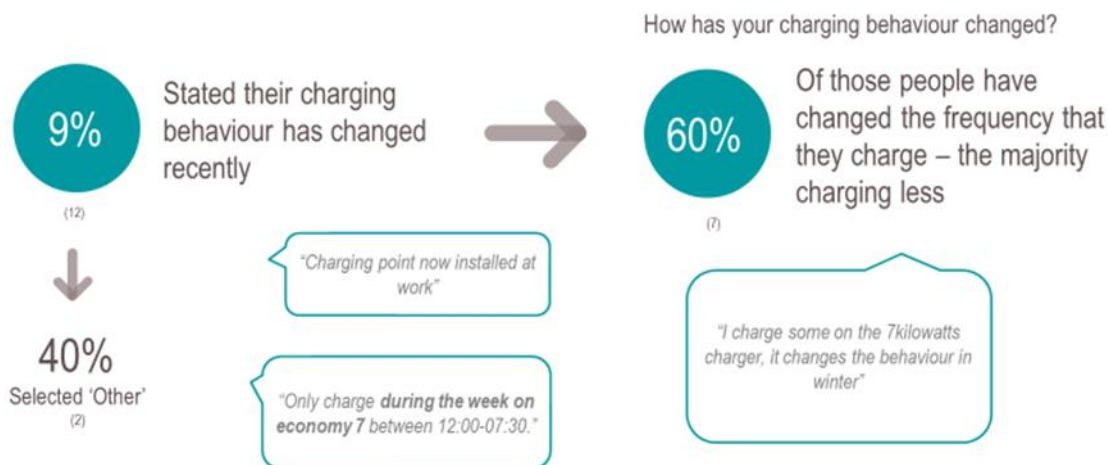 How has your charging behaviour changed?
9%
(12)
Stated their charging
behaviour has changed
recently
60%
(7)
Of those people have
changed the frequency that
they charge – the majority
charging less
40%
Selected ‘Other’
(2)
“Charging point now installed at
work”
“Only charge during the week on
economy 7 between 12:00-07:30.”
“I charge some on the 7kilowatts
charger, it changes the behaviour in
winter”